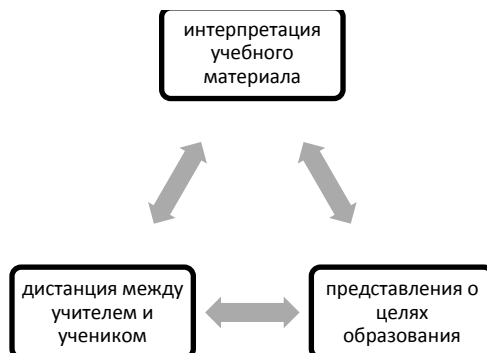 интерпретация
учебного
материала
дистанция между
учителем и
учеником
представления о
целях
образования